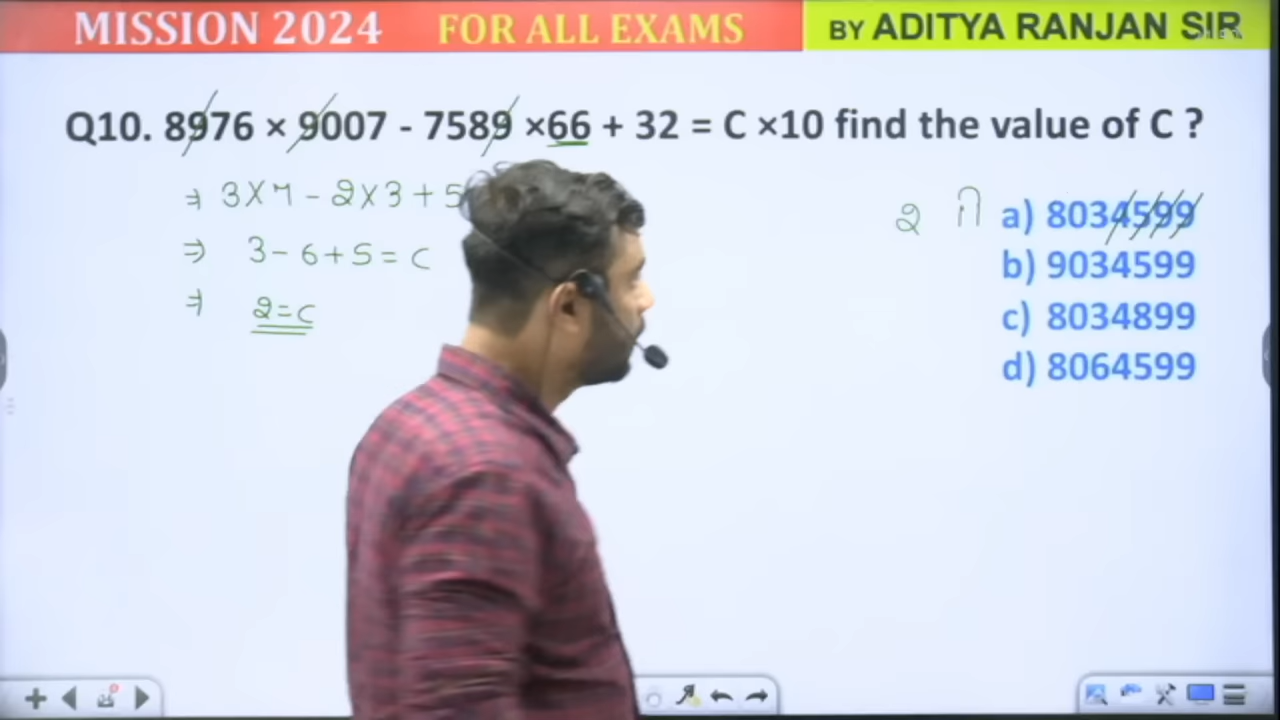 MISSION 2024 FOR ALL EXAMS BY ADITYA RANJAN SIR
Q10. 8976 × 9007 - 7589 ×66 + 32 = C ×10 find the value of C ?
⇒ 3×7 - 2×3 + 5
⇒ 3 - 6 + 5 = C
⇒ 2 = C
2
a) 8034599
b) 9034599
c) 8034899
d) 8064599